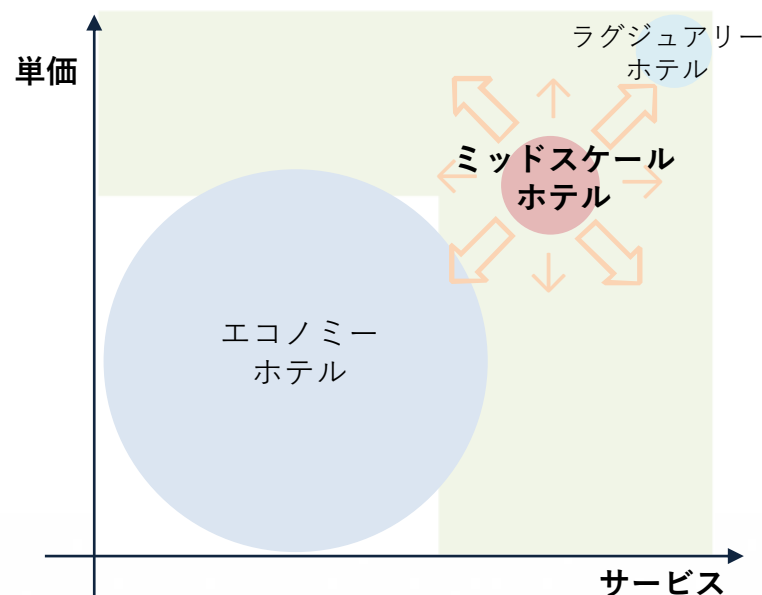 ラグジュアリー
ホテル
単価
ミッドスケール
ホテル
エコノミー
ホテル
サービス